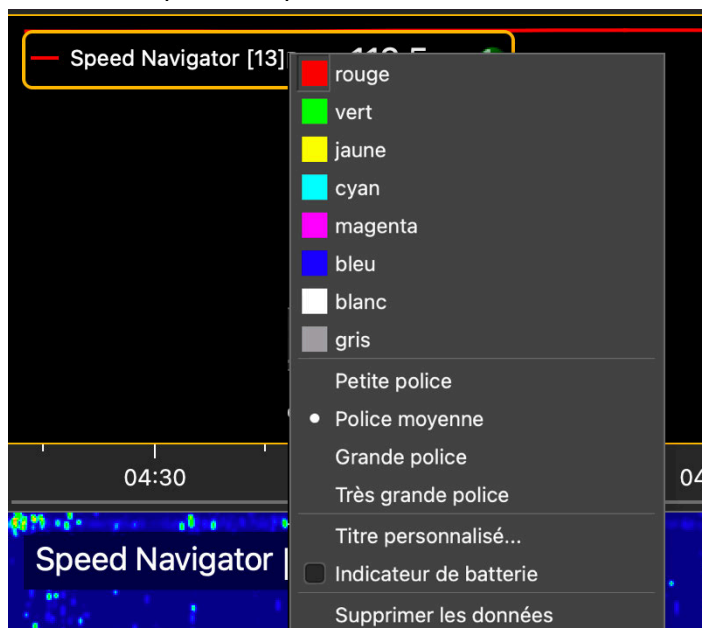 Speed Navigator [13]
rouge
vert
jaune
cyan
magenta
bleu
blanc
gris
Petite police
Police moyenne
Grande police
Très grande police
04:30
04
Titre personnalisé...
Speed Navigator [
Indicateur de batterie
Supprimer les données